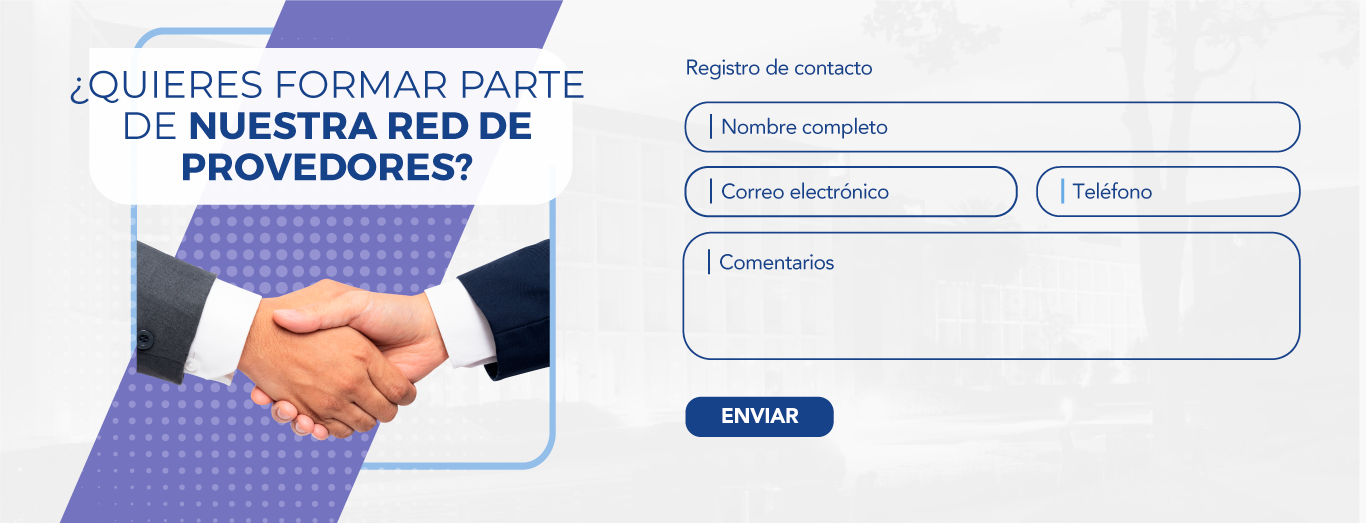 ¿QUIERES FORMAR PARTE
DE NUESTRA RED DE
PROVEDORES?
Registro de contacto
Nombre completo
Correo electrónico
Teléfono
Comentarios
ENVIAR